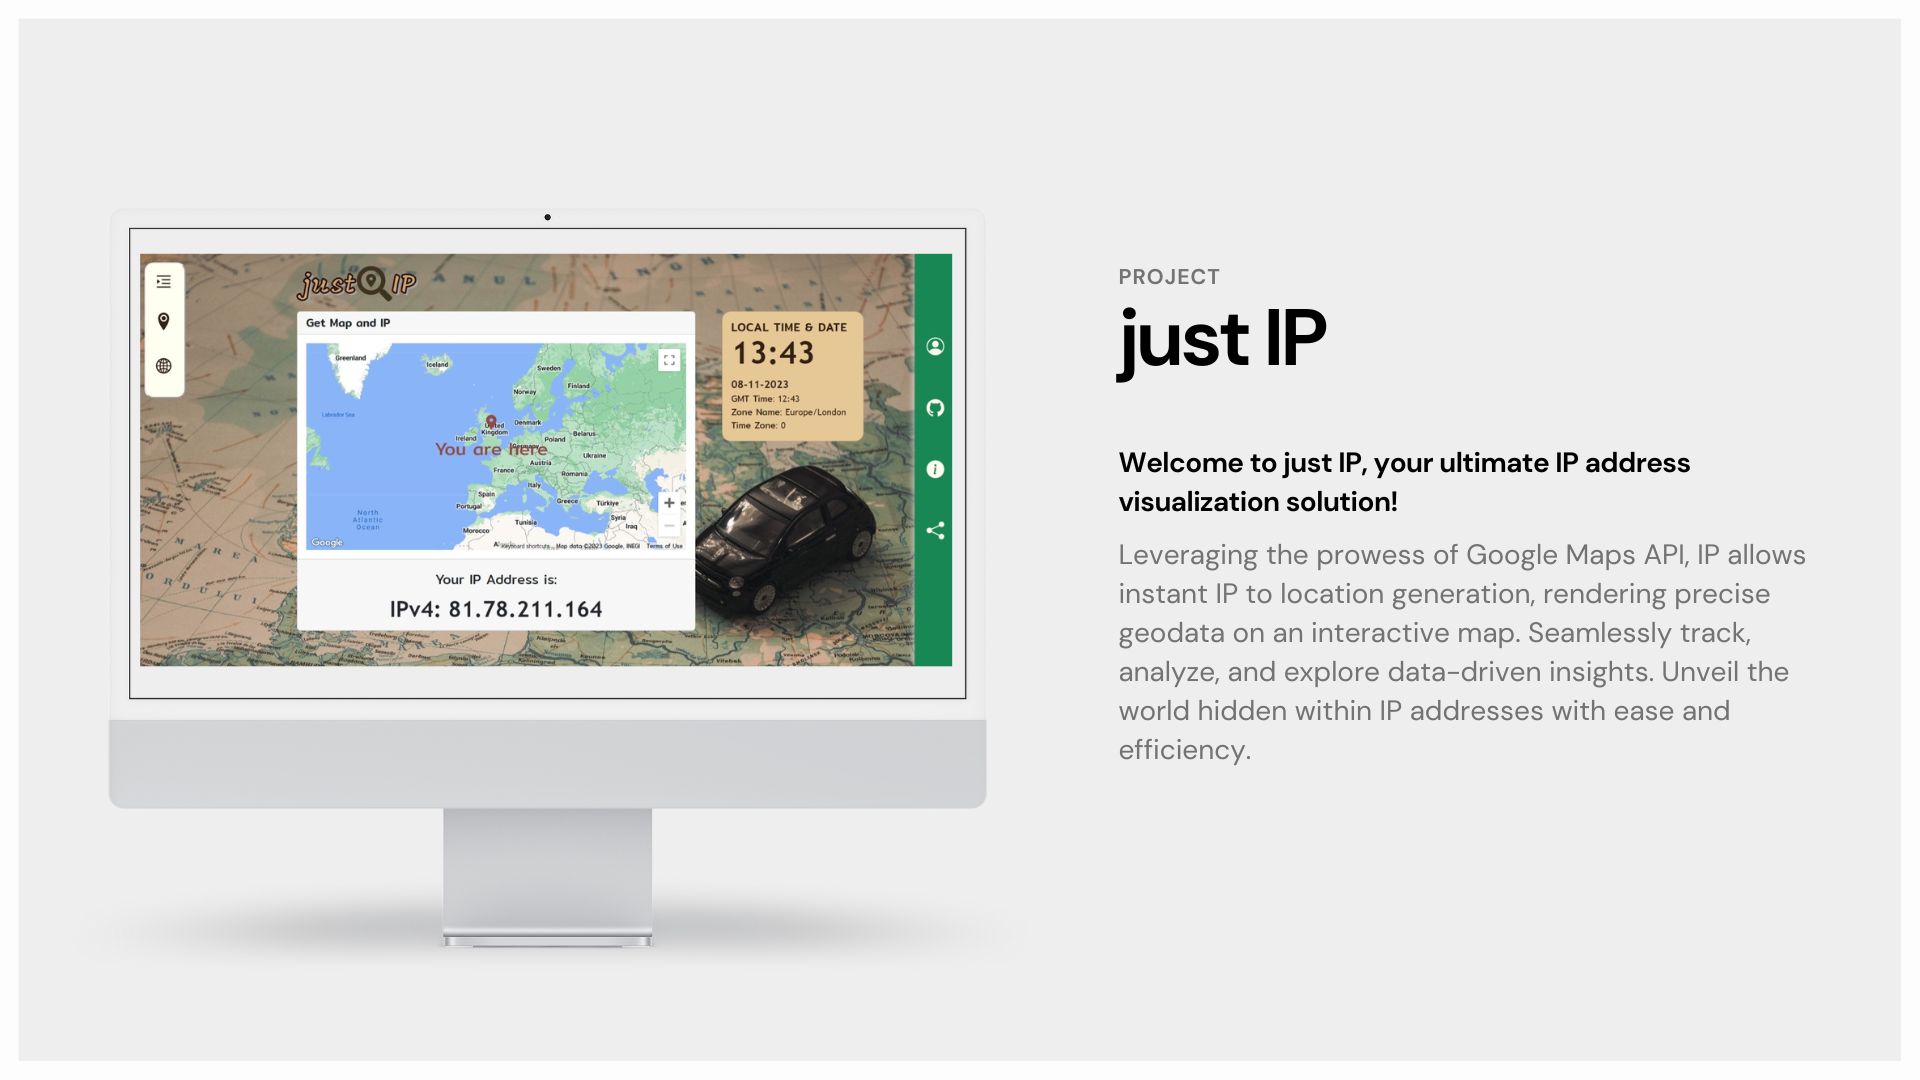 just IP
Get Map and IP
Greenland
Iceland
Sweden
Finland
Norway
Labrador Sea
United
Kingdom
Denmark
Ireland
Poland
Belarus
You are here
Germany
Ukraine
Austria
France
Romania
Italy
Spain
Greece
Türkiye
Portugal
North
Atlantic
Ocean
Tunisia
Syria
Iraq
Morocco
Google
Keyboard shortcuts
Map data ©2023 Google, INEGI
Terms of Use
Your IP Address is:
IPv4: 81.78.211.164
LOCAL TIME & DATE
13:43
08-11-2023
GMT Time: 12:43
Zone Name: Europe/London
Time Zone: 0
PROJECT
just IP
Welcome to just IP, your ultimate IP address
visualization solution!
Leveraging the prowess of Google Maps API, IP allows
instant IP to location generation, rendering precise
geodata on an interactive map. Seamlessly track,
analyze, and explore data-driven insights. Unveil the
world hidden within IP addresses with ease and
efficiency.